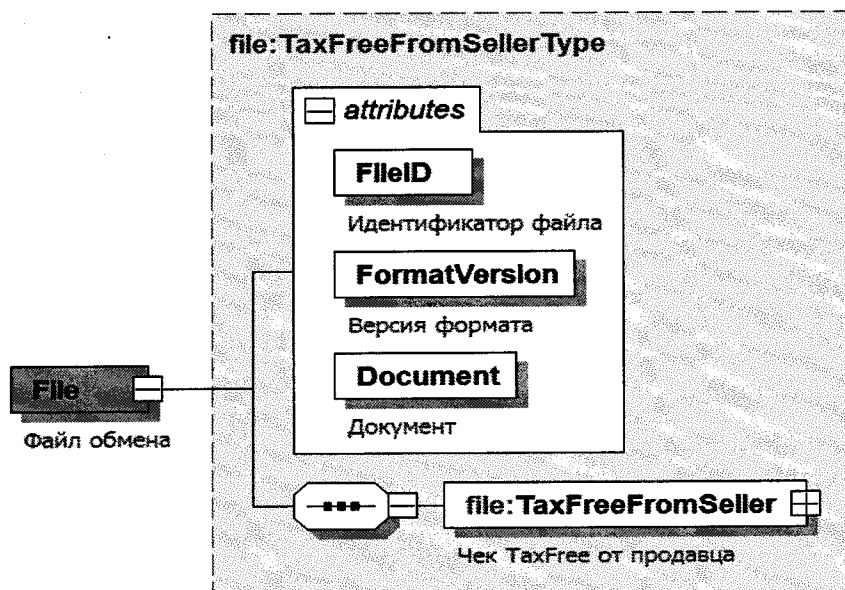 file:TaxFreeFromSellerType
attributes
FileID
Идентификатор файла
FormatVersion
Версия формата
Document
Документ
File
Файл обмена
file:TaxFreeFromSeller
Чек TaxFree от продавца